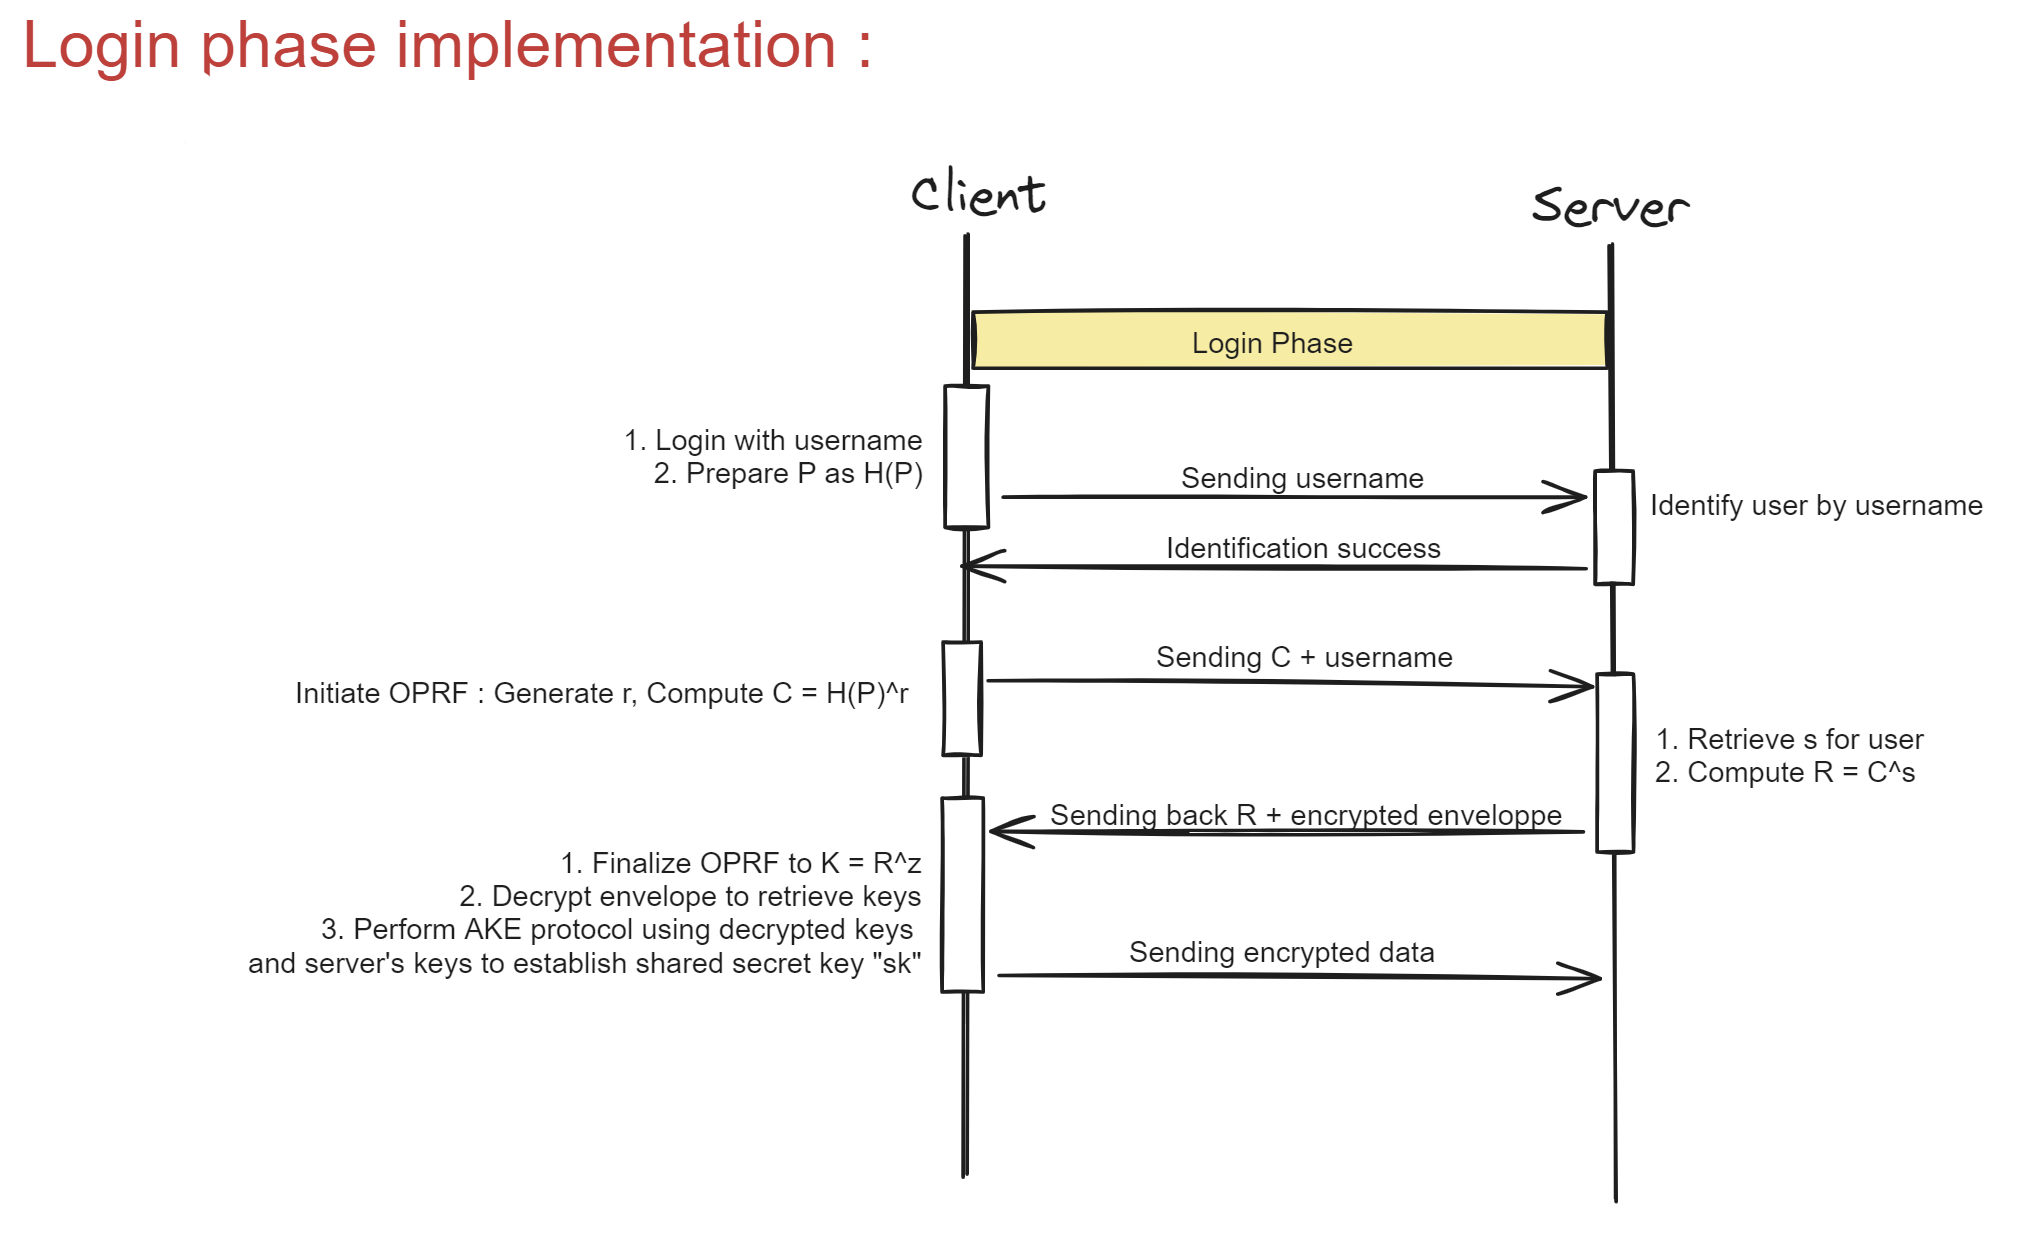 Login phase implementation :
Client
Server
Login Phase
1. Login with username
2. Prepare P as H(P)
Sending username
Identify user by username
Identification success
Sending C + username
Initiate OPRF : Generate r, Compute C = H(P)^r
1. Retrieve s for user
2. Compute R = C^s
Sending back R + encrypted enveloppe
1. Finalize OPRF to K = R^z
2. Decrypt envelope to retrieve keys
3. Perform AKE protocol using decrypted keys
and server's keys to establish shared secret key "sk"
Sending encrypted data